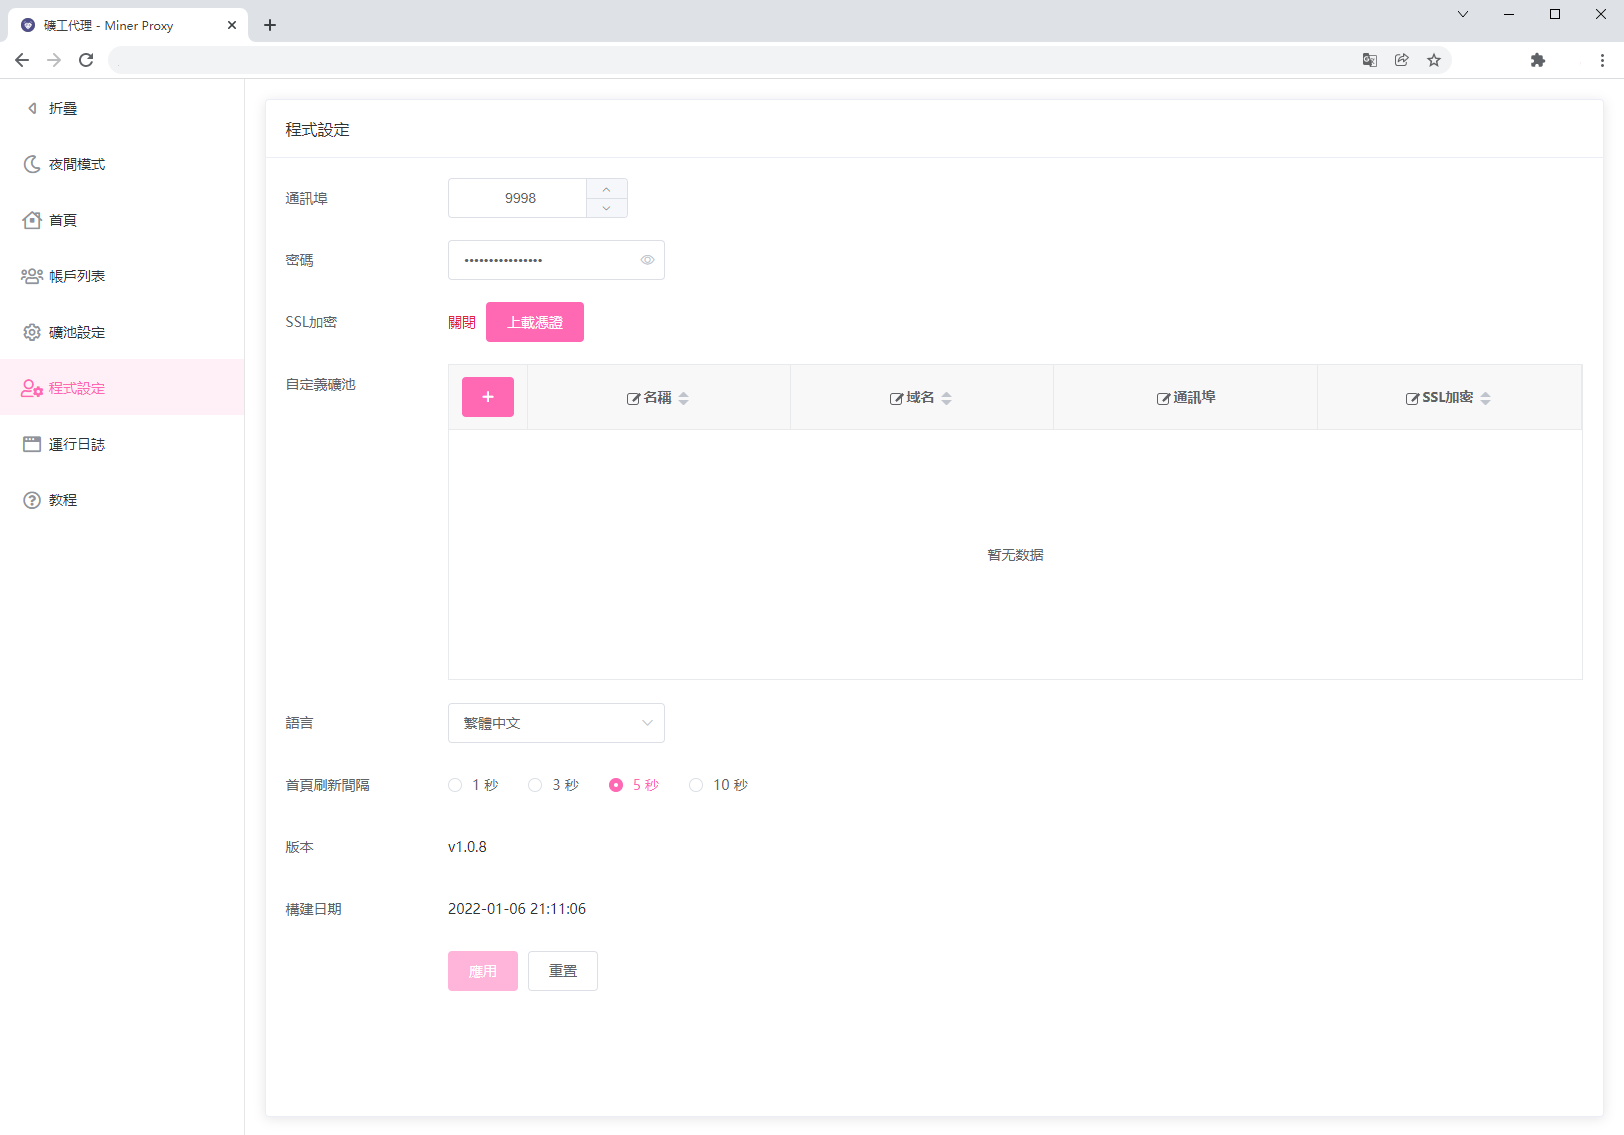 礦工代理 - Miner Proxy
折疊
夜間模式
首頁
帳戶列表
礦池設定
程式設定
運行日誌
教程
程式設定
通訊埠
9998
密碼
••••••••••••••••
SSL加密
關閉
上載憑證
自定義礦池
+
名稱
域名
通訊埠
SSL加密
暂无数据
語言
繁體中文
首頁刷新間隔
1 秒
3 秒
5 秒
10 秒
版本
v1.0.8
構建日期
2022-01-06 21:11:06
應用
重置